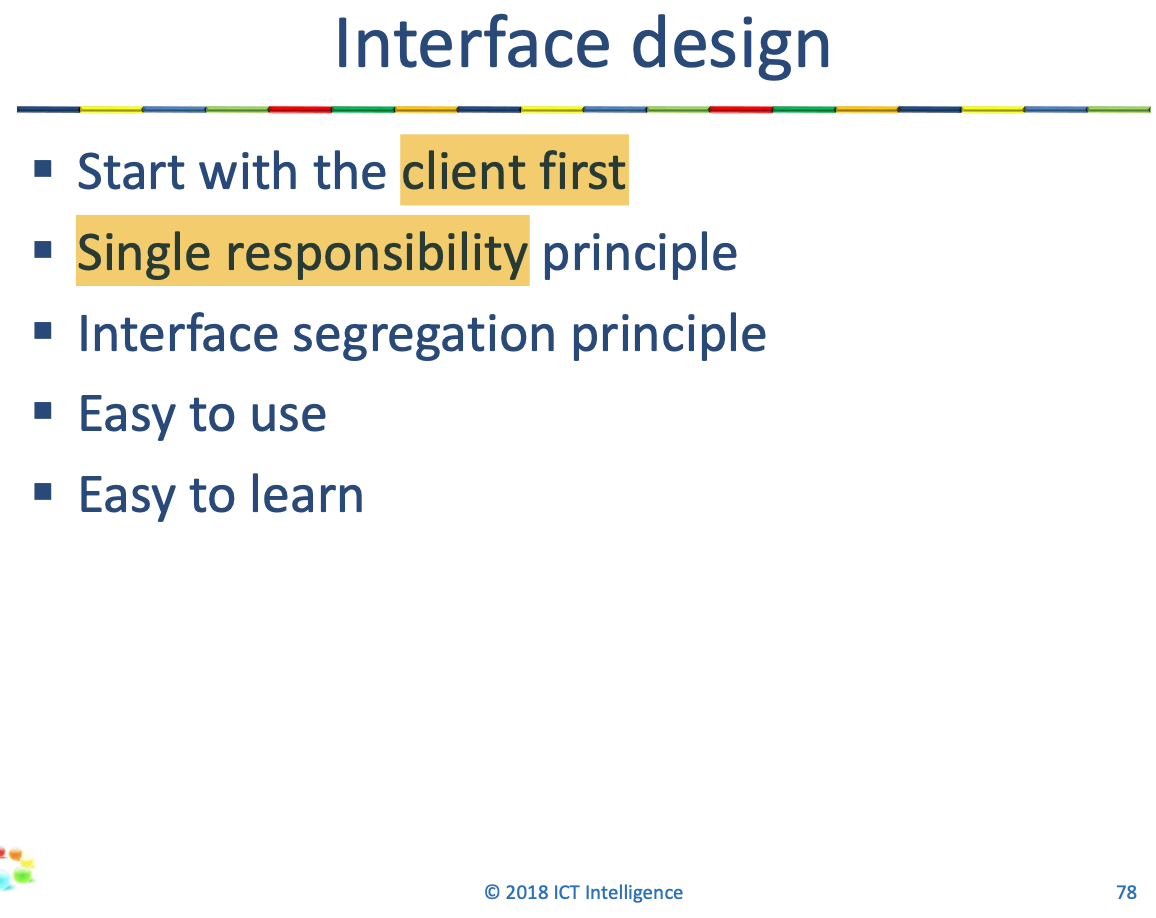 Interface design
▪ Start with the client first
▪ Single responsibility principle
▪ Interface segregation principle
▪ Easy to use
▪ Easy to learn
© 2018 ICT Intelligence
78